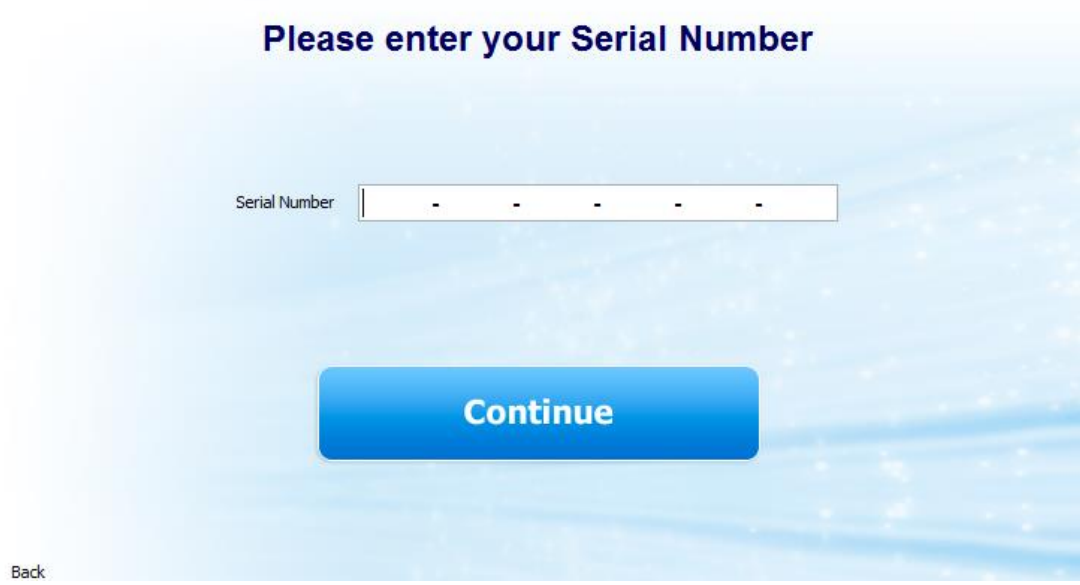 Please enter your Serial Number
Serial Number - - - - -
Continue
Back